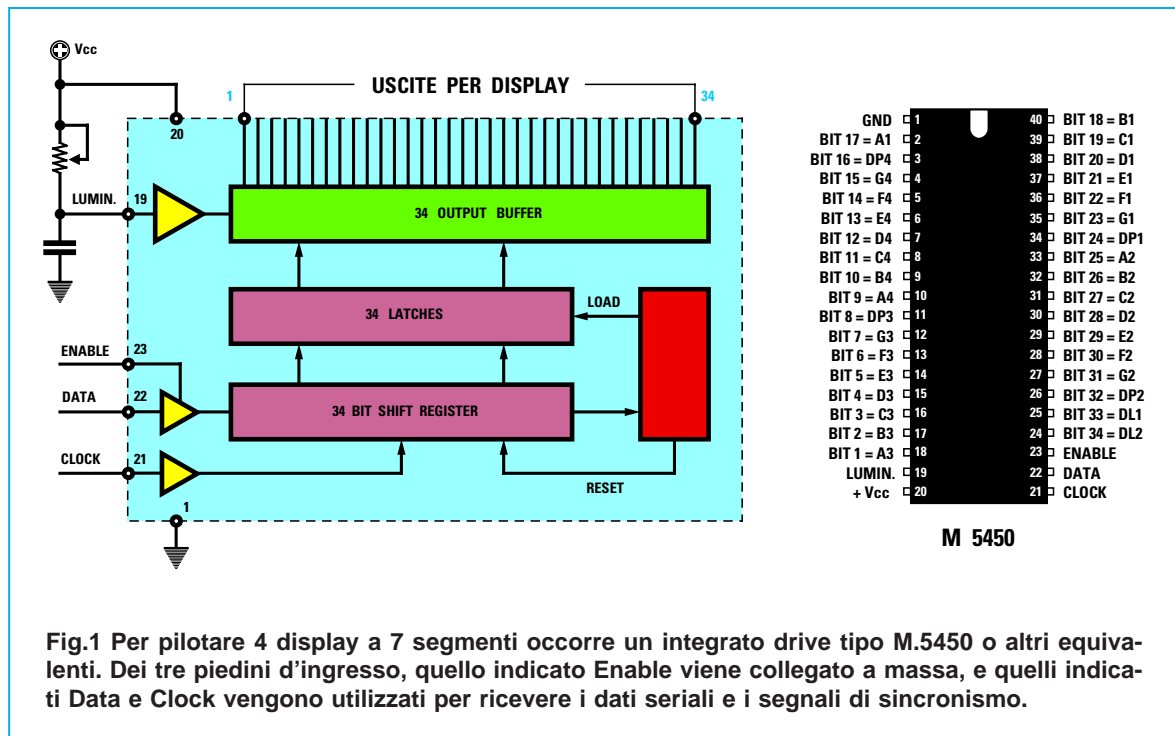 Vcc
USCITE PER DISPLAY
1
34
20
LUMIN.
19
34 OUTPUT BUFFER
34 LATCHES
LOAD
ENABLE
23
DATA
22
34 BIT SHIFT REGISTER
CLOCK
21
RESET
1
GND 1 40 BIT 18 = B1
BIT 17 = A1 2 39 BIT 19 = C1
BIT 16 = DP4 3 38 BIT 20 = D1
BIT 15 = G4 4 37 BIT 21 = E1
BIT 14 = F4 5 36 BIT 22 = F1
BIT 13 = E4 6 35 BIT 23 = G1
BIT 12 = D4 7 34 BIT 24 = DP1
BIT 11 = C4 8 33 BIT 25 = A2
BIT 10 = B4 9 32 BIT 26 = B2
BIT 9 = A4 10 31 BIT 27 = C2
BIT 8 = DP3 11 30 BIT 28 = D2
BIT 7 = G3 12 29 BIT 29 = E2
BIT 6 = F3 13 28 BIT 30 = F2
BIT 5 = E3 14 27 BIT 31 = G2
BIT 4 = D3 15 26 BIT 32 = DP2
BIT 3 = C3 16 25 BIT 33 = DL1
BIT 2 = B3 17 24 BIT 34 = DL2
BIT 1 = A3 18 23 ENABLE
LUMIN. 19 22 DATA
+ Vcc 20 21 CLOCK
M 5450
Fig.1 Per pilotare 4 display a 7 segmenti occorre un integrato drive tipo M.5450 o altri equiva-
lenti. Dei tre piedini d'ingresso, quello indicato Enable viene collegato a massa, e quelli indica-
ti Data e Clock vengono utilizzati per ricevere i dati seriali e i segnali di sincronismo.